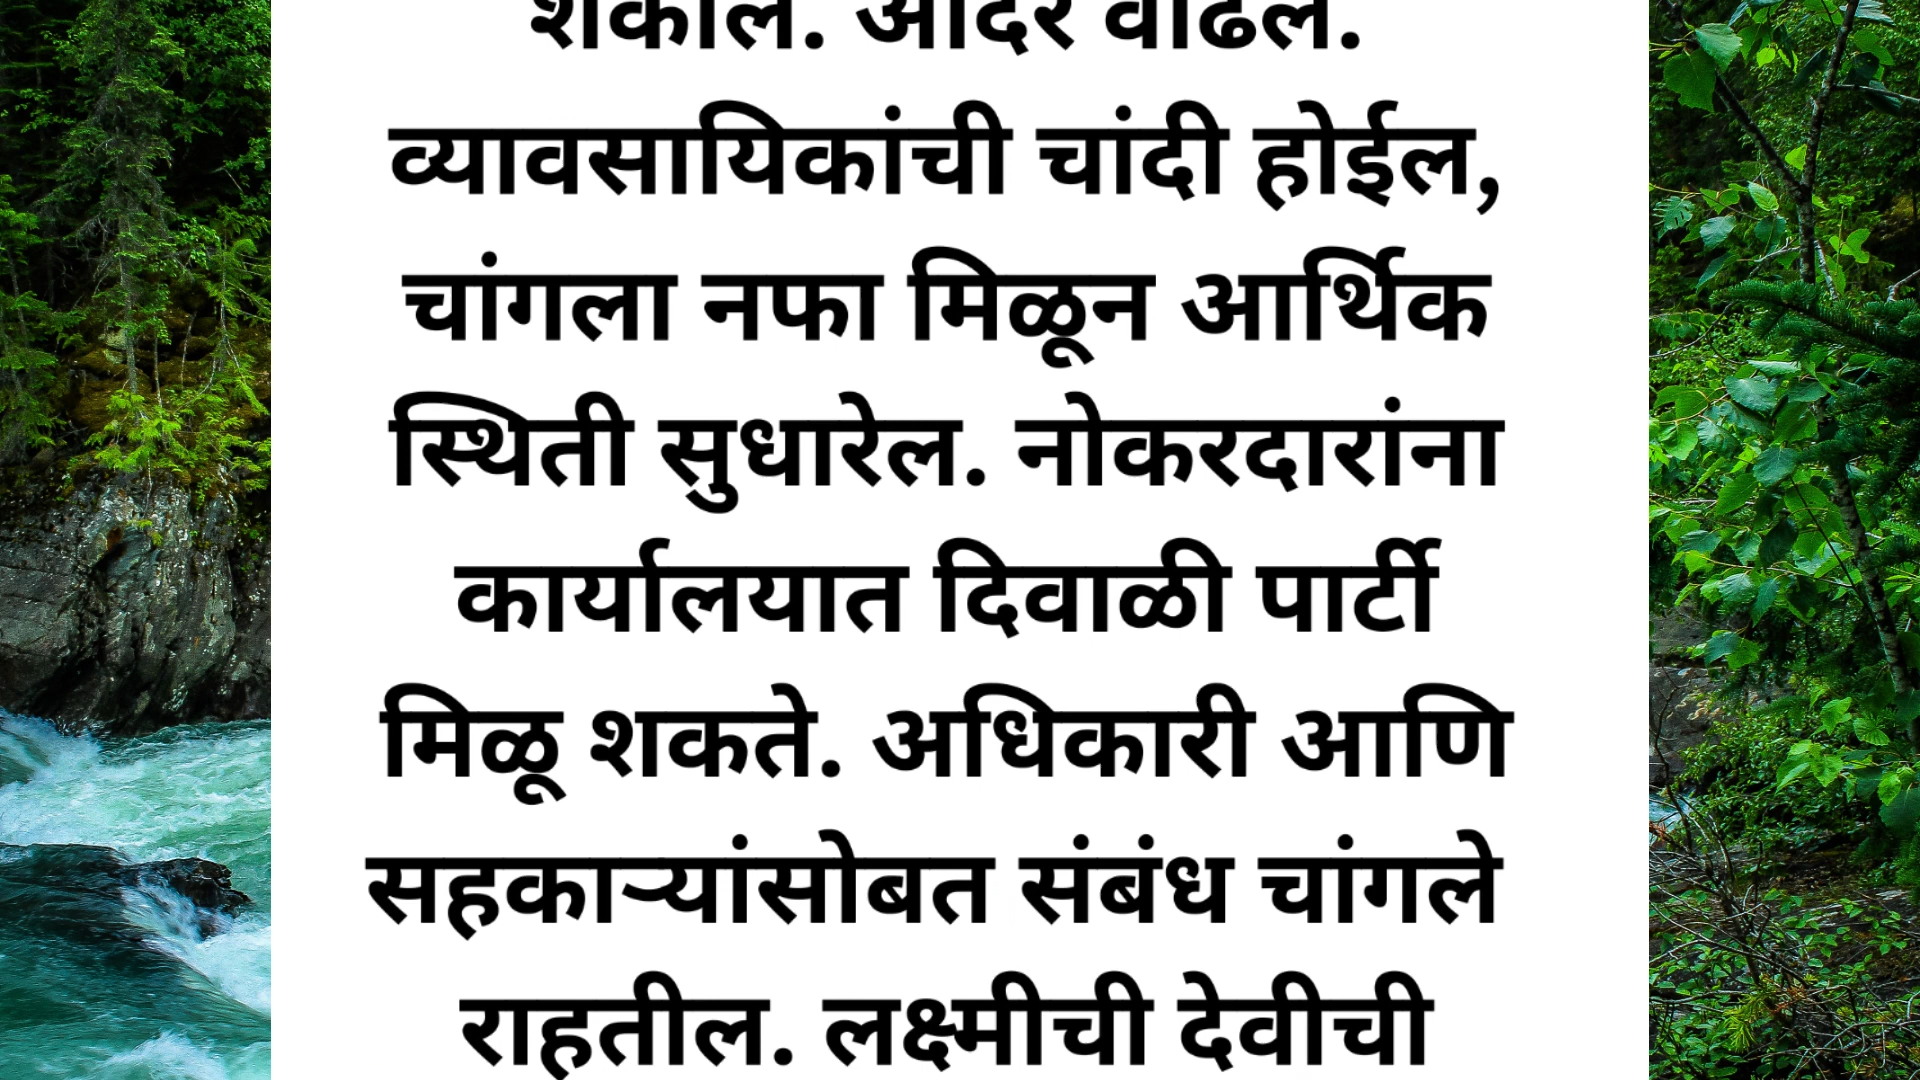 शकाल. आदर वाढेल.
व्यावसायिकांची चांदी होईल,
चांगला नफा मिळून आर्थिक
स्थिती सुधारेल. नोकरदारांना
कार्यालयात दिवाळी पार्टी
मिळू शकते. अधिकारी आणि
सहकाऱ्यांसोबत संबंध चांगले
राहतील. लक्ष्मीची देवीची